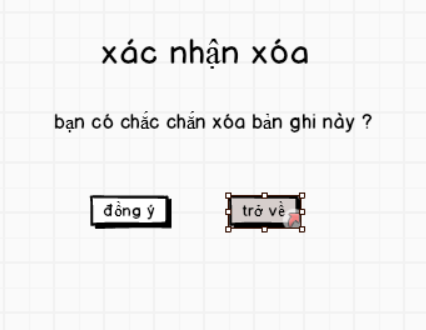 xác nhận xóa
bạn có chắc chắn xóa bản ghi này ?
đồng ý
trở về